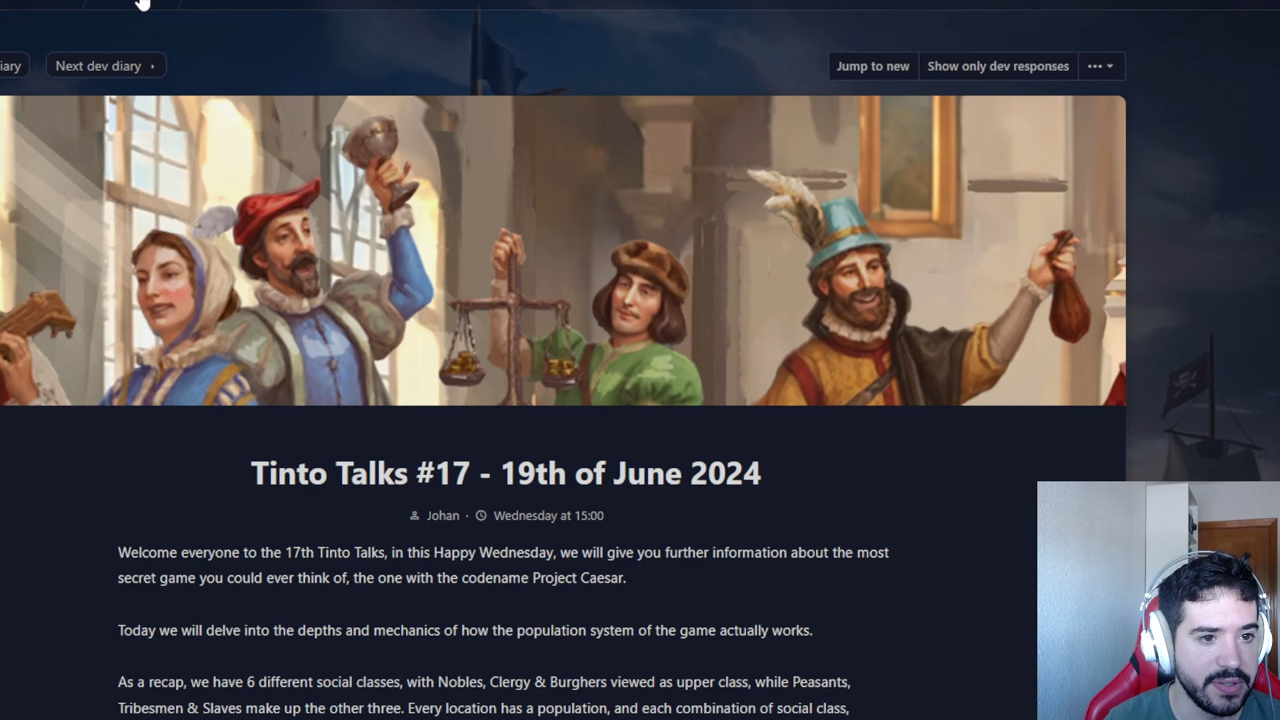 iary
Next dev diary
Jump to new
Show only dev responses
Tinto Talks #17 - 19th of June 2024
Johan · Wednesday at 15:00
Welcome everyone to the 17th Tinto Talks, in this Happy Wednesday, we will give you further information about the most
secret game you could ever think of, the one with the codename Project Caesar.
Today we will delve into the depths and mechanics of how the population system of the game actually works.
As a recap, we have 6 different social classes, with Nobles, Clergy & Burghers viewed as upper class, while Peasants,
Tribesmen & Slaves make up the other three. Every location has a population, and each combination of social class,